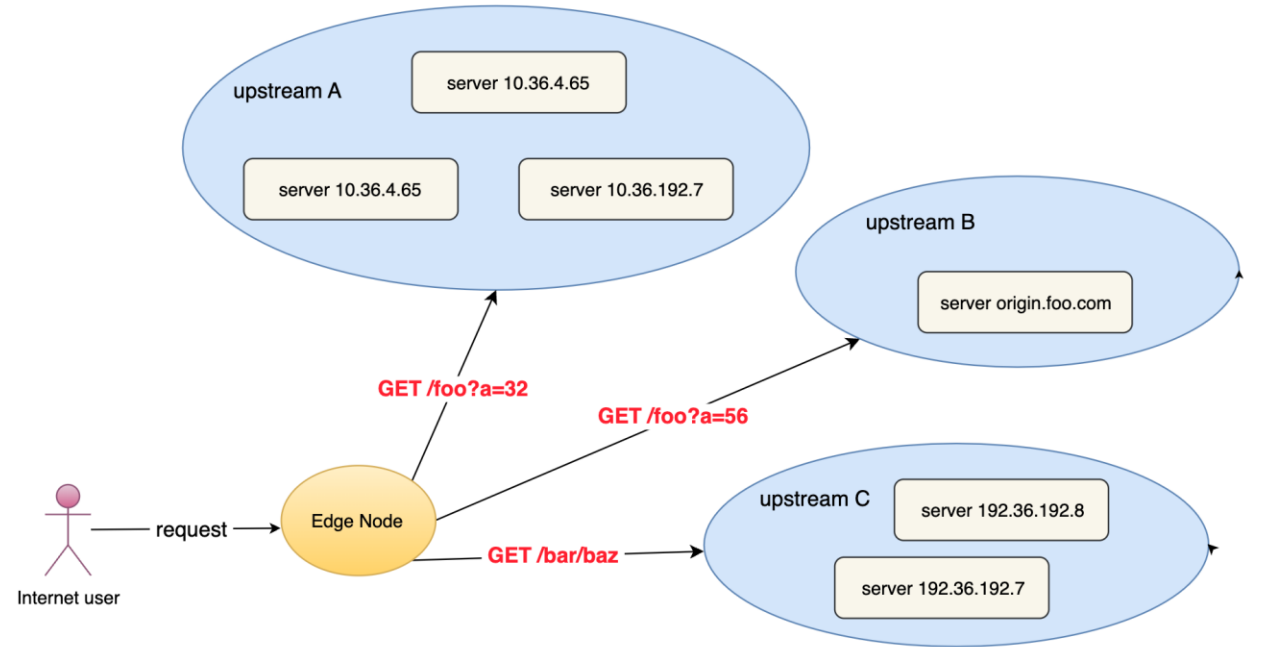 upstream A
server 10.36.4.65
server 10.36.4.65
server 10.36.192.7
upstream B
server origin.foo.com
GET /foo?a=32
GET /foo?a=56
upstream C
server 192.36.192.8
server 192.36.192.7
Edge Node
request
GET /bar/baz
Internet user